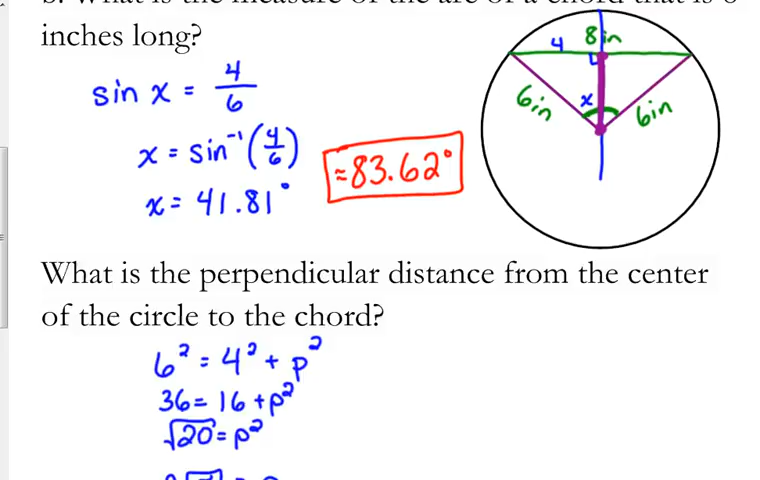 inches long?
sin x = 4/6
x = sin⁻¹(4/6)
x = 41.81°
≈83.62°
4 8in
6in x 6in
What is the perpendicular distance from the center
of the circle to the chord?
6² = 4² + p²
36 = 16 + p²
√20 = p²